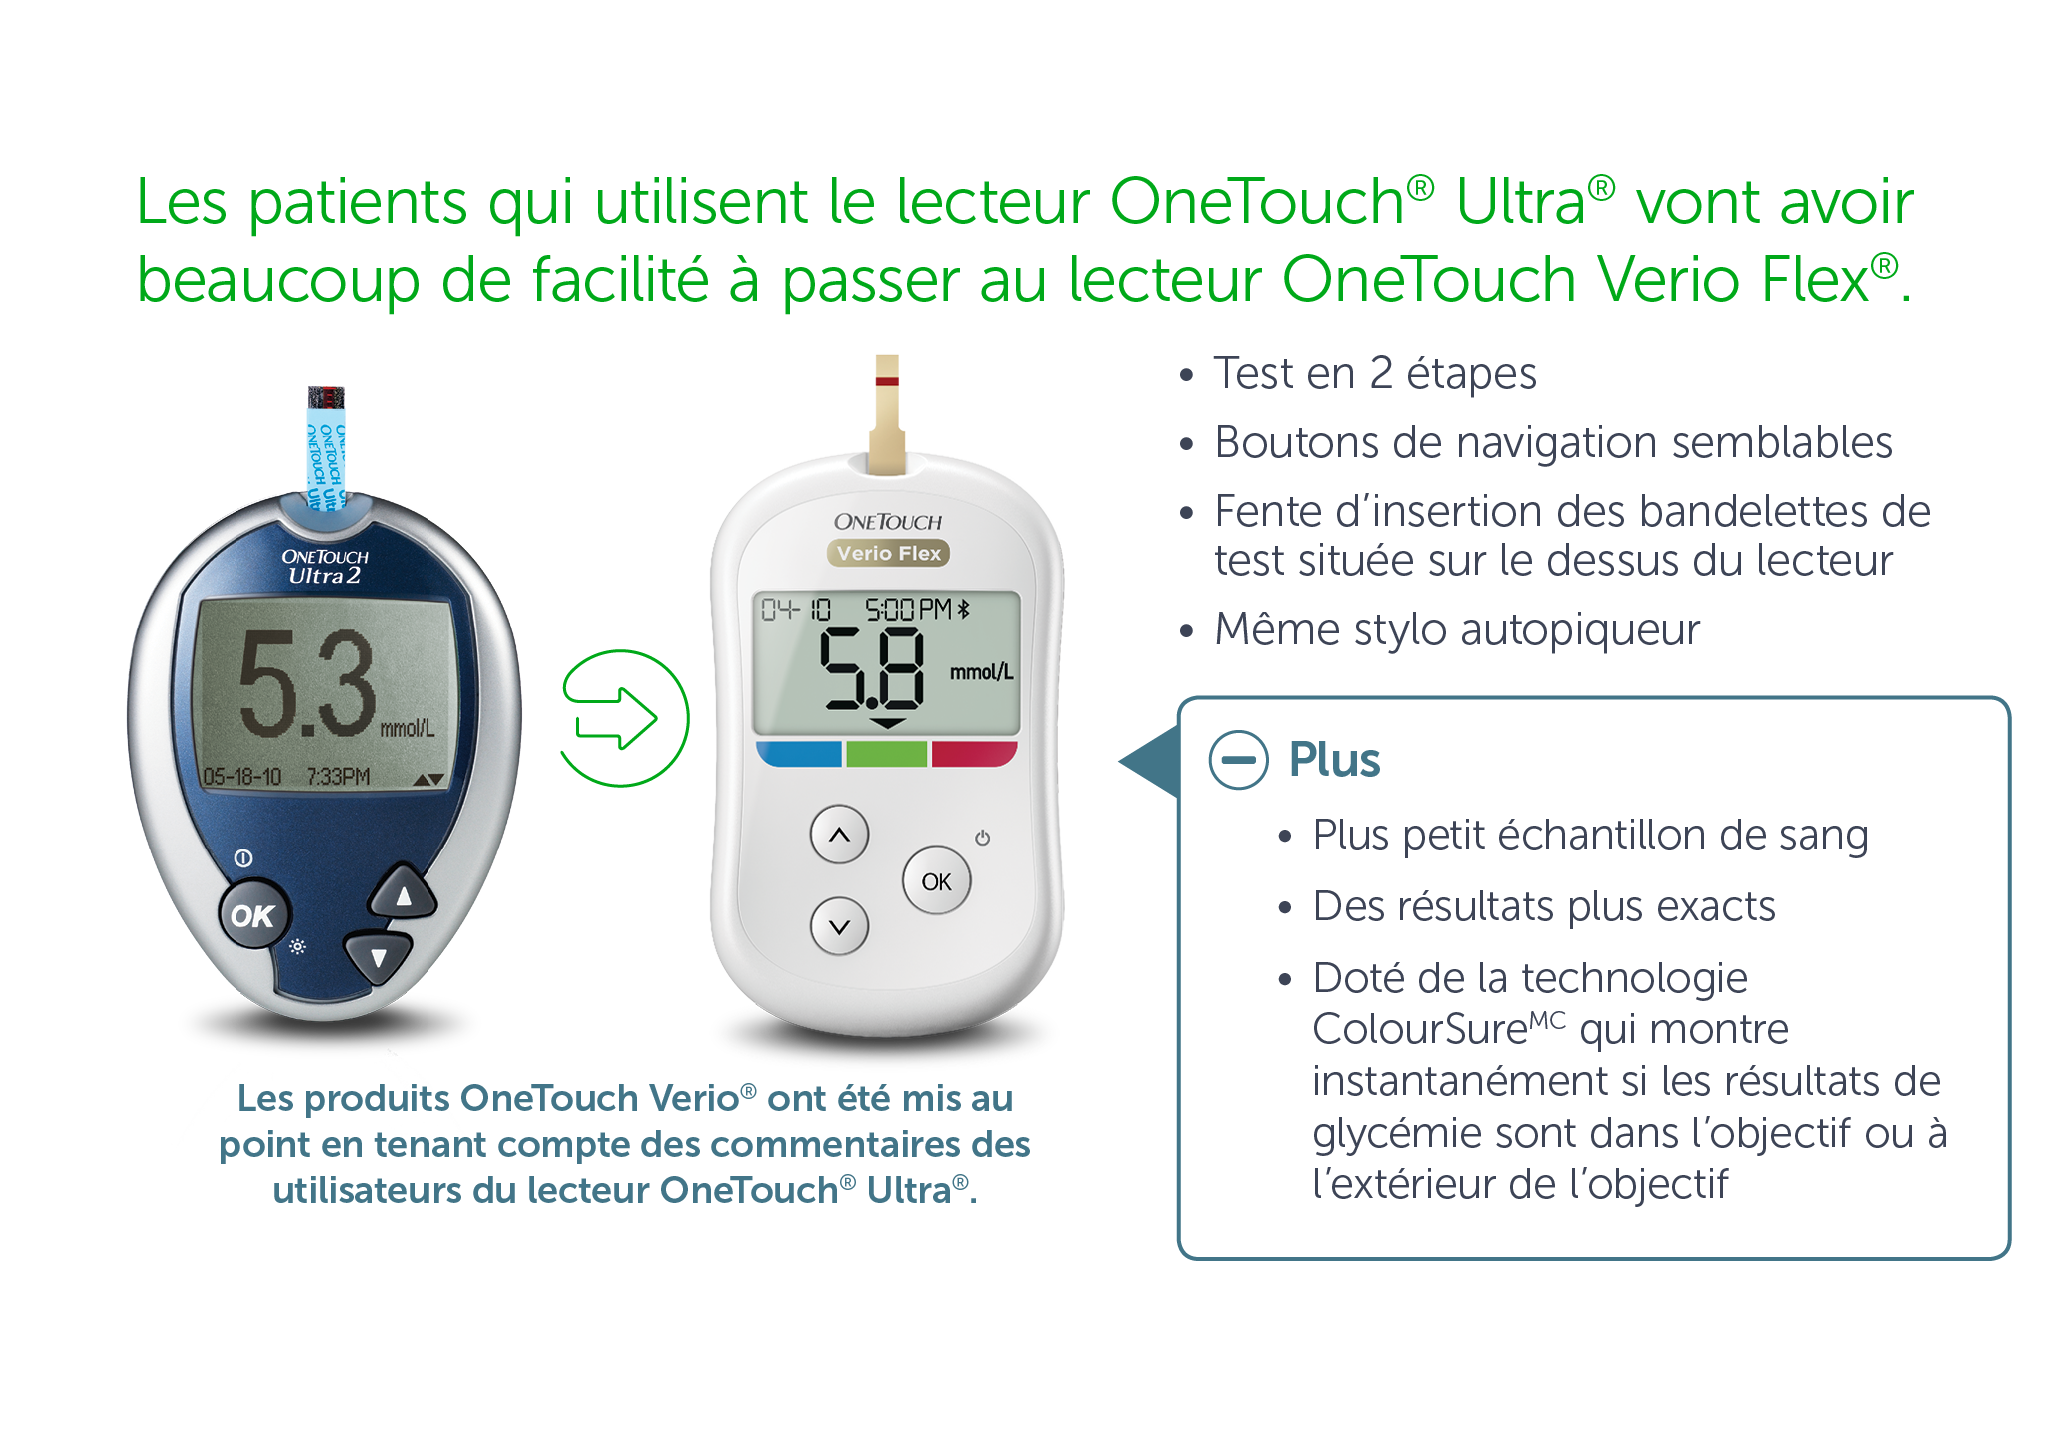 Les patients qui utilisent le lecteur OneTouch® Ultra® vont avoir
beaucoup de facilité à passer au lecteur OneTouch Verio Flex®.
ONETOUCH ULTRA
ONETOUCH
Ultra2
5.3
mmol/L
05-18-10 7:33PM
OK
ONETOUCH
Verio Flex
04-10 5:00PM
5.8
mmol/L
OK
Les produits OneTouch Verio® ont été mis au
point en tenant compte des commentaires des
utilisateurs du lecteur OneTouch® Ultra®.
• Test en 2 étapes
• Boutons de navigation semblables
• Fente d’insertion des bandelettes de
test située sur le dessus du lecteur
• Même stylo autopiqueur
Plus
• Plus petit échantillon de sang
• Des résultats plus exacts
• Doté de la technologie
ColourSureMC qui montre
instantanément si les résultats de
glycémie sont dans l’objectif ou à
l’extérieur de l’objectif